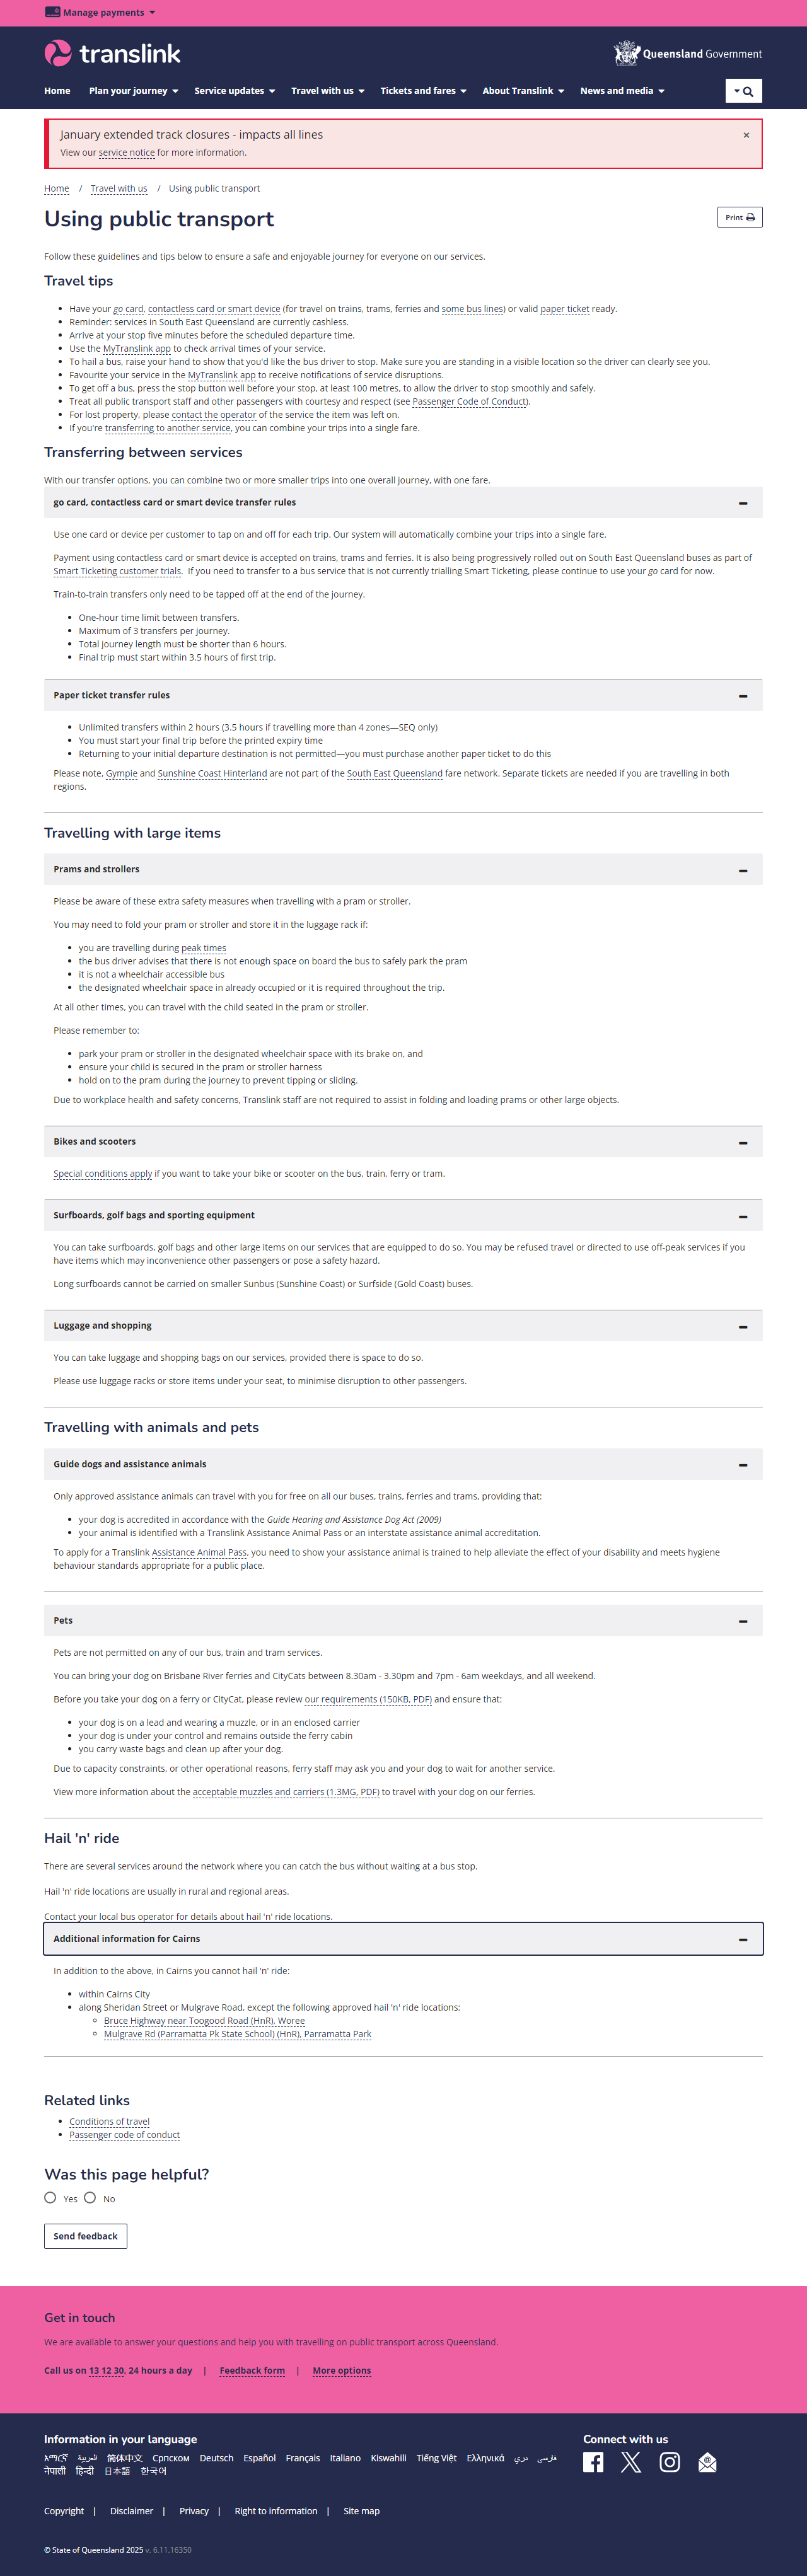 Manage payments
translink
Queensland Government
Home Plan your journey Service updates Travel with us Tickets and fares About Translink News and media
January extended track closures - impacts all lines ×
View our service notice for more information.
Home / Travel with us / Using public transport
Using public transport
Print
Follow these guidelines and tips below to ensure a safe and enjoyable journey for everyone on our services.
Travel tips
Have your go card, contactless card or smart device (for travel on trains, trams, ferries and some bus lines) or valid paper ticket ready.
Reminder: services in South East Queensland are currently cashless.
Arrive at your stop five minutes before the scheduled departure time.
Use the MyTranslink app to check arrival times of your service.
To hail a bus, raise your hand to show that you'd like the bus driver to stop. Make sure you are standing in a visible location so the driver can clearly see you.
Favourite your service in the MyTranslink app to receive notifications of service disruptions.
To get off a bus, press the stop button well before your stop, at least 100 metres, to allow the driver to stop smoothly and safely.
Treat all public transport staff and other passengers with courtesy and respect (see Passenger Code of Conduct).
For lost property, please contact the operator of the service the item was left on.
If you're transferring to another service, you can combine your trips into a single fare.
Transferring between services
With our transfer options, you can combine two or more smaller trips into one overall journey, with one fare.
go card, contactless card or smart device transfer rules
Use one card or device per customer to tap on and off for each trip. Our system will automatically combine your trips into a single fare.
Payment using contactless card or smart device is accepted on trains, trams and ferries. It is also being progressively rolled out on South East Queensland buses as part of
Smart Ticketing customer trials. If you need to transfer to a bus service that is not currently trialling Smart Ticketing, please continue to use your go card for now.
Train-to-train transfers only need to be tapped off at the end of the journey.
One-hour time limit between transfers.
Maximum of 3 transfers per journey.
Total journey length must be shorter than 6 hours.
Final trip must start within 3.5 hours of first trip.
Paper ticket transfer rules
Unlimited transfers within 2 hours (3.5 hours if travelling more than 4 zones—SEQ only)
You must start your final trip before the printed expiry time
Returning to your initial departure destination is not permitted—you must purchase another paper ticket to do this
Please note, Gympie and Sunshine Coast Hinterland are not part of the South East Queensland fare network. Separate tickets are needed if you are travelling in both
regions.
Travelling with large items
Prams and strollers
Please be aware of these extra safety measures when travelling with a pram or stroller.
You may need to fold your pram or stroller and store it in the luggage rack if:
you are travelling during peak times
the bus driver advises that there is not enough space on board the bus to safely park the pram
it is not a wheelchair accessible bus
the designated wheelchair space in already occupied or it is required throughout the trip.
At all other times, you can travel with the child seated in the pram or stroller.
Please remember to:
park your pram or stroller in the designated wheelchair space with its brake on, and
ensure your child is secured in the pram or stroller harness
hold on to the pram during the journey to prevent tipping or sliding.
Due to workplace health and safety concerns, Translink staff are not required to assist in folding and loading prams or other large objects.
Bikes and scooters
Special conditions apply if you want to take your bike or scooter on the bus, train, ferry or tram.
Surfboards, golf bags and sporting equipment
You can take surfboards, golf bags and other large items on our services that are equipped to do so. You may be refused travel or directed to use off-peak services if you
have items which may inconvenience other passengers or pose a safety hazard.
Long surfboards cannot be carried on smaller Sunbus (Sunshine Coast) or Surfside (Gold Coast) buses.
Luggage and shopping
You can take luggage and shopping bags on our services, provided there is space to do so.
Please use luggage racks or store items under your seat, to minimise disruption to other passengers.
Travelling with animals and pets
Guide dogs and assistance animals
Only approved assistance animals can travel with you for free on all our buses, trains, ferries and trams, providing that:
your dog is accredited in accordance with the Guide Hearing and Assistance Dog Act (2009)
your animal is identified with a Translink Assistance Animal Pass or an interstate assistance animal accreditation.
To apply for a Translink Assistance Animal Pass, you need to show your assistance animal is trained to help alleviate the effect of your disability and meets hygiene
behaviour standards appropriate for a public place.
Pets
Pets are not permitted on any of our bus, train and tram services.
You can bring your dog on Brisbane River ferries and CityCats between 8.30am - 3.30pm and 7pm - 6am weekdays, and all weekend.
Before you take your dog on a ferry or CityCat, please review our requirements (150KB, PDF) and ensure that:
your dog is on a lead and wearing a muzzle, or in an enclosed carrier
your dog is under your control and remains outside the ferry cabin
you carry waste bags and clean up after your dog.
Due to capacity constraints, or other operational reasons, ferry staff may ask you and your dog to wait for another service.
View more information about the acceptable muzzles and carriers (1.3MG, PDF) to travel with your dog on our ferries.
Hail 'n' ride
There are several services around the network where you can catch the bus without waiting at a bus stop.
Hail 'n' ride locations are usually in rural and regional areas.
Contact your local bus operator for details about hail 'n' ride locations.
Additional information for Cairns
In addition to the above, in Cairns you cannot hail 'n' ride:
within Cairns City
along Sheridan Street or Mulgrave Road, except the following approved hail 'n' ride locations:
Bruce Highway near Toogood Road (HnR), Woree
Mulgrave Rd (Parramatta Pk State School) (HnR), Parramatta Park
Related links
Conditions of travel
Passenger code of conduct
Was this page helpful?
Yes No
Send feedback
Get in touch
We are available to answer your questions and help you with travelling on public transport across Queensland.
Call us on 13 12 30, 24 hours a day | Feedback form | More options
Information in your language
Connect with us
አማርኛ العربية 简体中文 Српском Deutsch Español Français Italiano Kiswahili Tiếng Việt Ελληνικά دری فارسی
नेपाली हिन्दी 日本語 한국어
Copyright | Disclaimer | Privacy | Right to information | Site map
© State of Queensland 2025 v. 6.11.16350